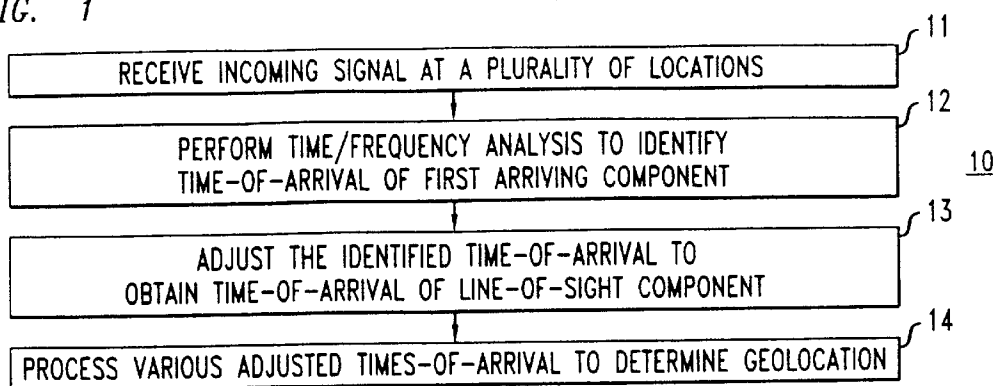 IG. 1
11
RECEIVE INCOMING SIGNAL AT A PLURALITY OF LOCATIONS
12
PERFORM TIME/FREQUENCY ANALYSIS TO IDENTIFY
TIME-OF-ARRIVAL OF FIRST ARRIVING COMPONENT
10
13
ADJUST THE IDENTIFIED TIME-OF-ARRIVAL TO
OBTAIN TIME-OF-ARRIVAL OF LINE-OF-SIGHT COMPONENT
14
PROCESS VARIOUS ADJUSTED TIMES-OF-ARRIVAL TO DETERMINE GEOLOCATION